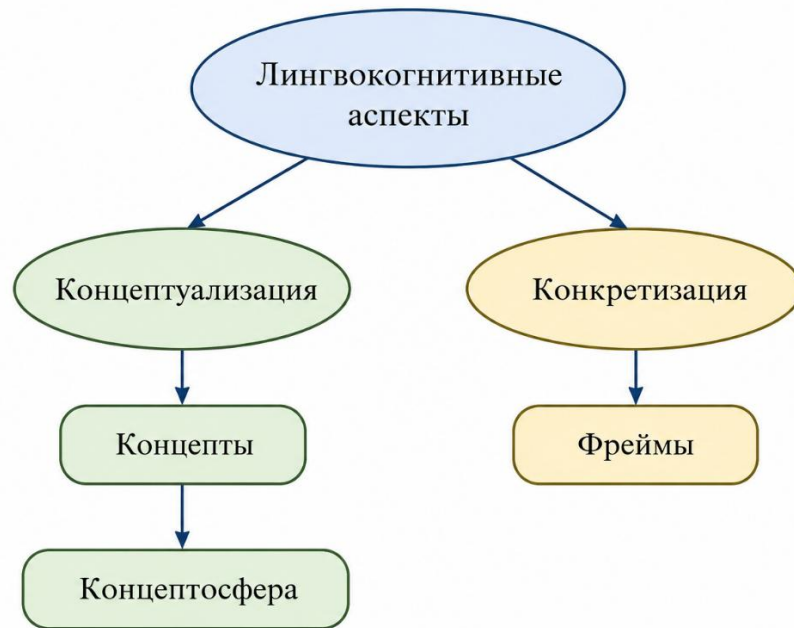 Лингвокогнитивные
аспекты
Концептуализация
Конкретизация
Концепты
Фреймы
Концептосфера